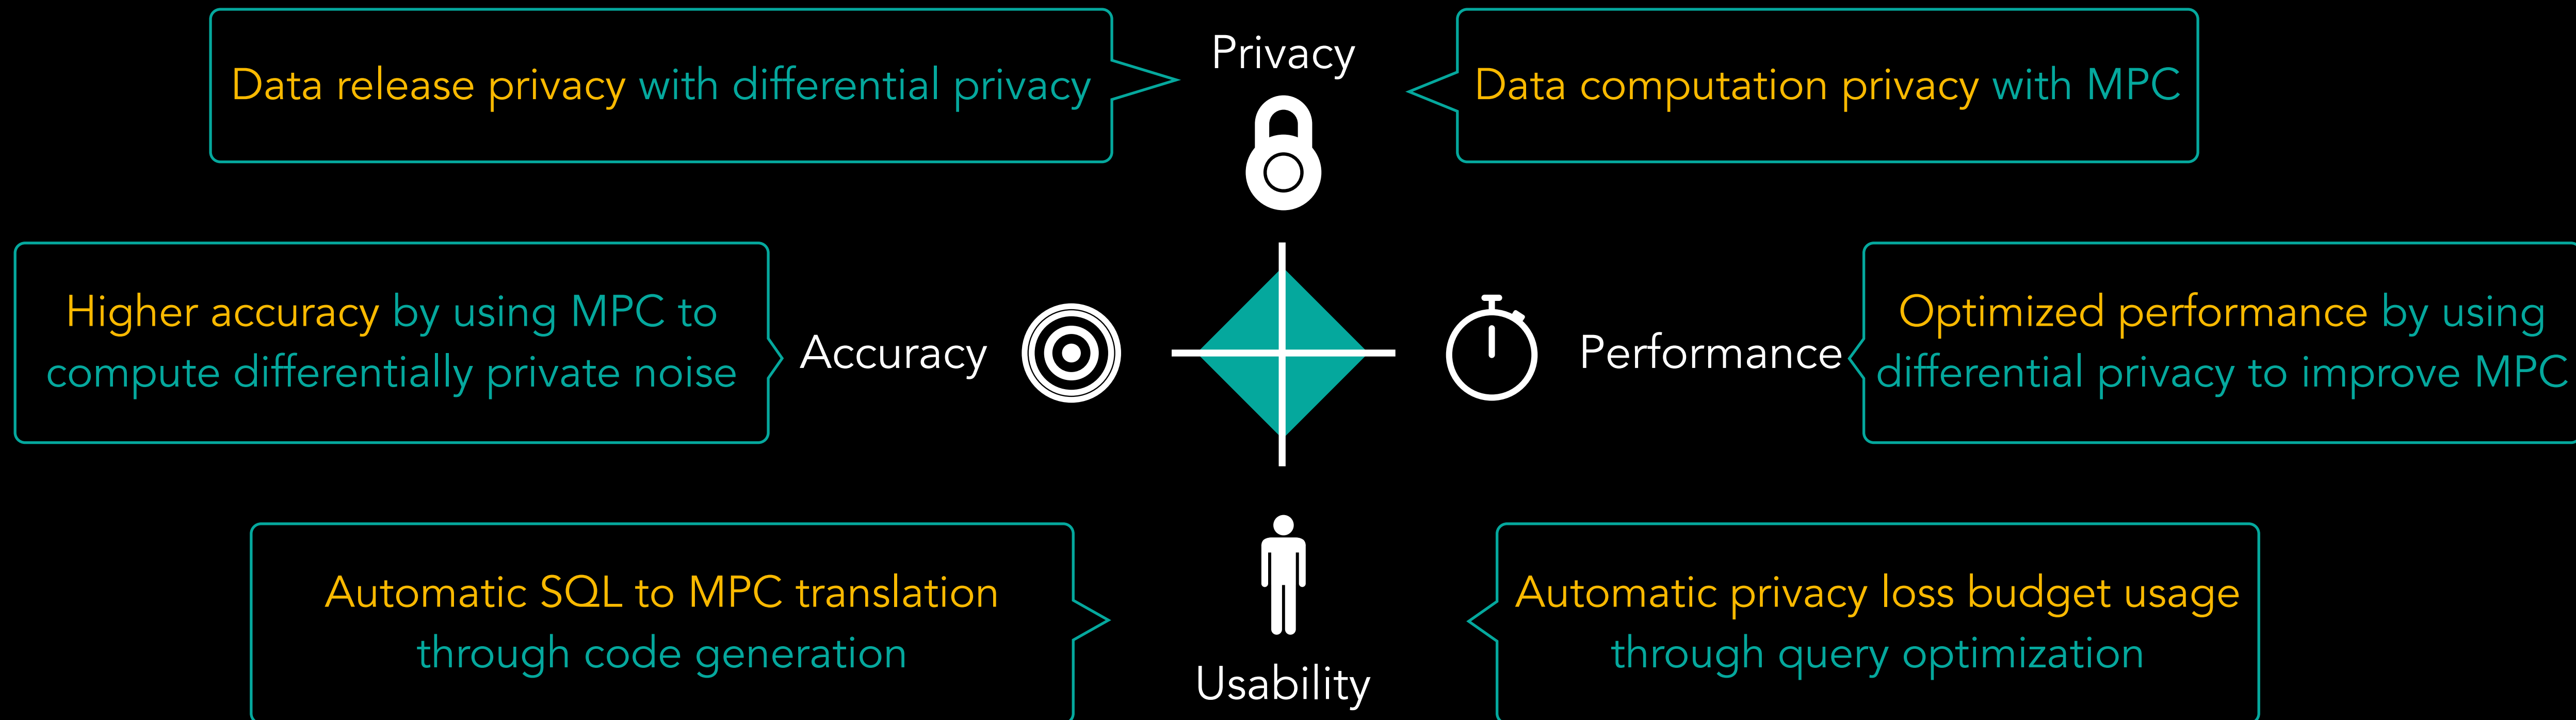 Data release privacy with differential privacy
Privacy
Data computation privacy with MPC
Higher accuracy by using MPC to
compute differentially private noise
Accuracy
Performance
Optimized performance by using
differential privacy to improve MPC
Automatic SQL to MPC translation
through code generation
Usability
Automatic privacy loss budget usage
through query optimization